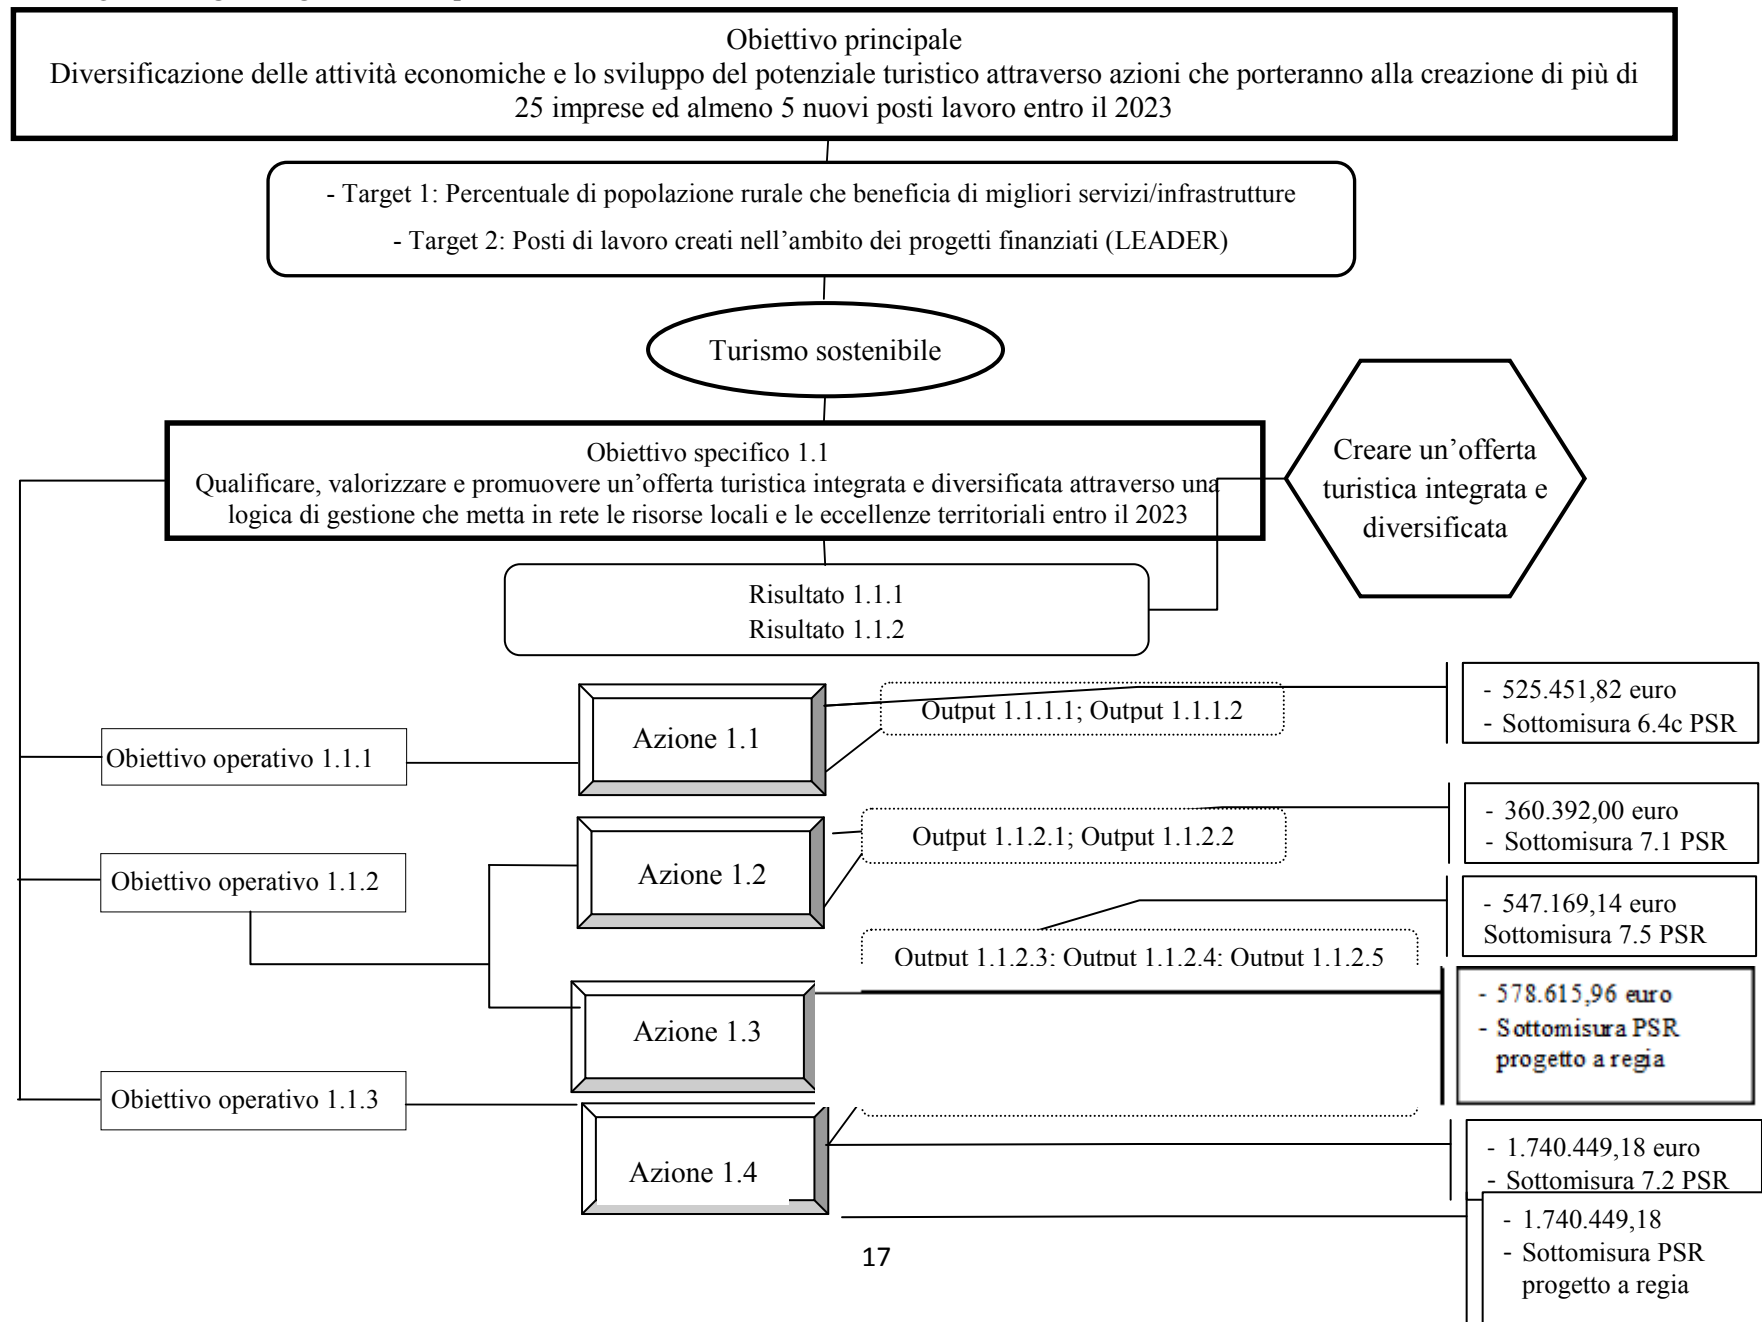 Obiettivo principale
Diversificazione delle attività economiche e lo sviluppo del potenziale turistico attraverso azioni che porteranno alla creazione di più di
25 imprese ed almeno 5 nuovi posti lavoro entro il 2023
- Target 1: Percentuale di popolazione rurale che beneficia di migliori servizi/infrastrutture
- Target 2: Posti di lavoro creati nell'ambito dei progetti finanziati (LEADER)
Turismo sostenibile
Obiettivo specifico 1.1
Qualificare, valorizzare e promuovere un'offerta turistica integrata e diversificata attraverso una
logica di gestione che metta in rete le risorse locali e le eccellenze territoriali entro il 2023
Creare un'offerta
turistica integrata e
diversificata
Risultato 1.1.1
Risultato 1.1.2
Obiettivo operativo 1.1.1
Azione 1.1
Output 1.1.1.1; Output 1.1.1.2
- 525.451,82 euro
- Sottomisura 6.4c PSR
Obiettivo operativo 1.1.2
Azione 1.2
Output 1.1.2.1; Output 1.1.2.2
- 360.392,00 euro
- Sottomisura 7.1 PSR
Output 1.1.2.3; Output 1.1.2.4; Output 1.1.2.5
- 547.169,14 euro
Sottomisura 7.5 PSR
Azione 1.3
- 578.615,96 euro
- Sottomisura PSR
progetto a regia
Obiettivo operativo 1.1.3
Azione 1.4
- 1.740.449,18 euro
- Sottomisura 7.2 PSR
- 1.740.449,18
- Sottomisura PSR
progetto a regia
17